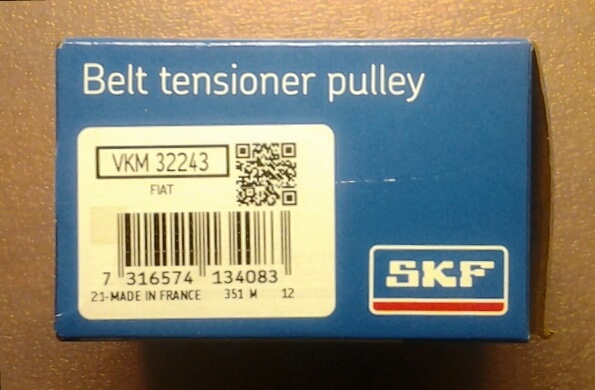 Belt tensioner pulley
VKM 32243
FIAT
7 316574 134083
21-MADE IN FRANCE 351 M 12
SKF